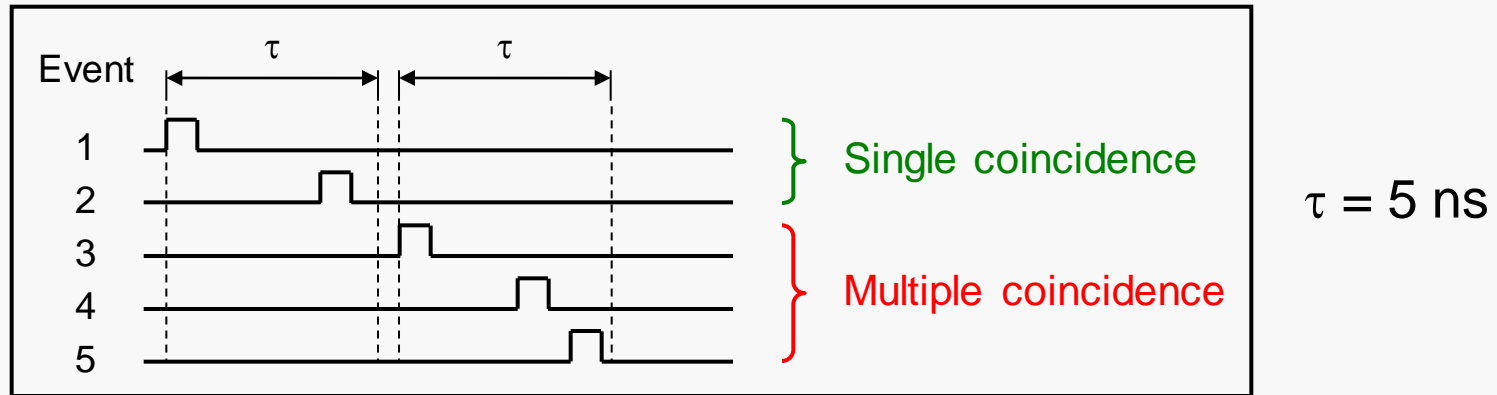 τ τ
Event
1
2
3
4
5
Single coincidence
Multiple coincidence
τ = 5 ns